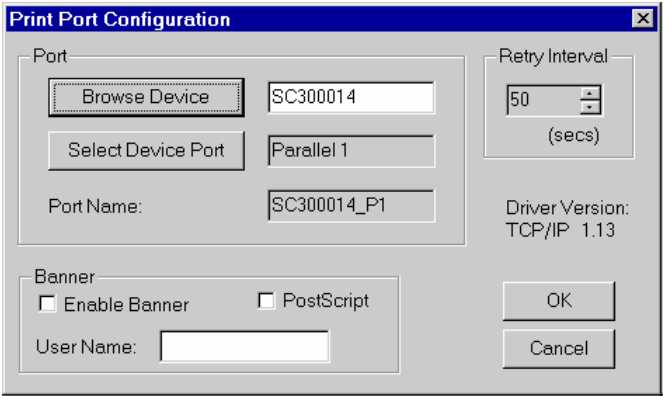 Print Port Configuration
Port
Browse Device
SC300014
Select Device Port
Parallel 1
Port Name:
SC300014_P1
Retry Interval
50
(secs)
Driver Version:
TCP/IP 1.13
Banner
Enable Banner
PostScript
User Name:
OK
Cancel